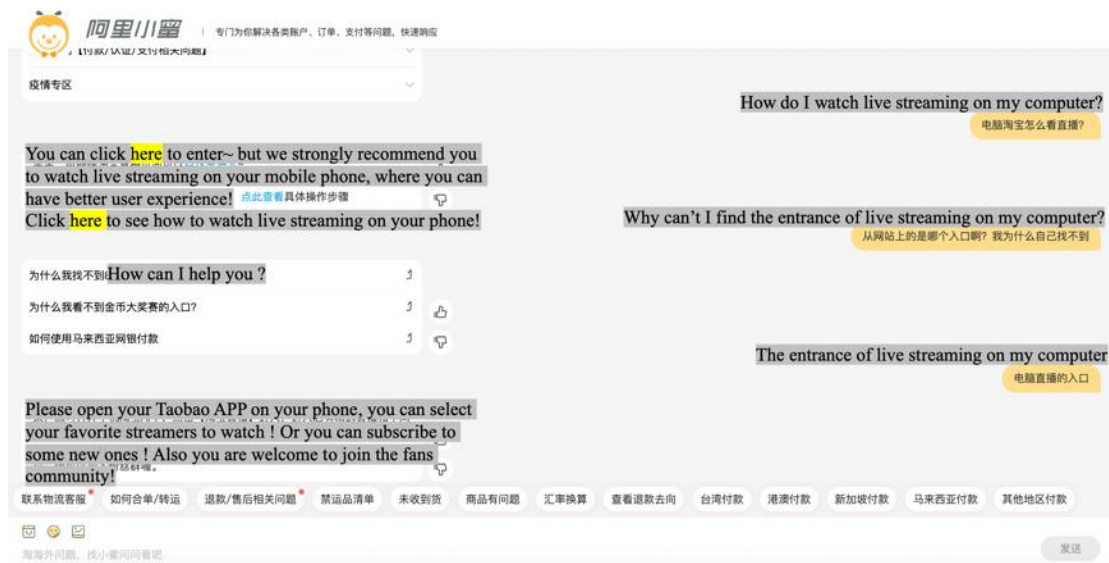 阿里小蜜 | 专门为你解决各类账户、订单、支付等问题,快速响应
【付款/认证/支付相关问题】
疫情专区
How do I watch live streaming on my computer?
电脑淘宝怎么看直播?
You can click here to enter~ but we strongly recommend you
to watch live streaming on your mobile phone, where you can
have better user experience! 点此查看具体操作步骤
Click here to see how to watch live streaming on your phone!
Why can’t I find the entrance of live streaming on my computer?
从网站上的是哪个入口啊?我为什么自己找不到
为什么我找不到
How can I help you ?
为什么我看不到金币大奖赛的入口?
如何使用马来西亚网银付款
The entrance of live streaming on my computer
电脑直播的入口
Please open your Taobao APP on your phone, you can select
your favorite streamers to watch ! Or you can subscribe to
some new ones ! Also you are welcome to join the fans
community!
联系物流客服 如何合单/转运 退款/售后相关问题 禁运品清单 未收到货 商品有问题 汇率换算 查看退款去向 台湾付款 港澳付款 新加坡付款 马来西亚付款 其他地区付款
淘海外问题,找小蜜问问看吧
发送